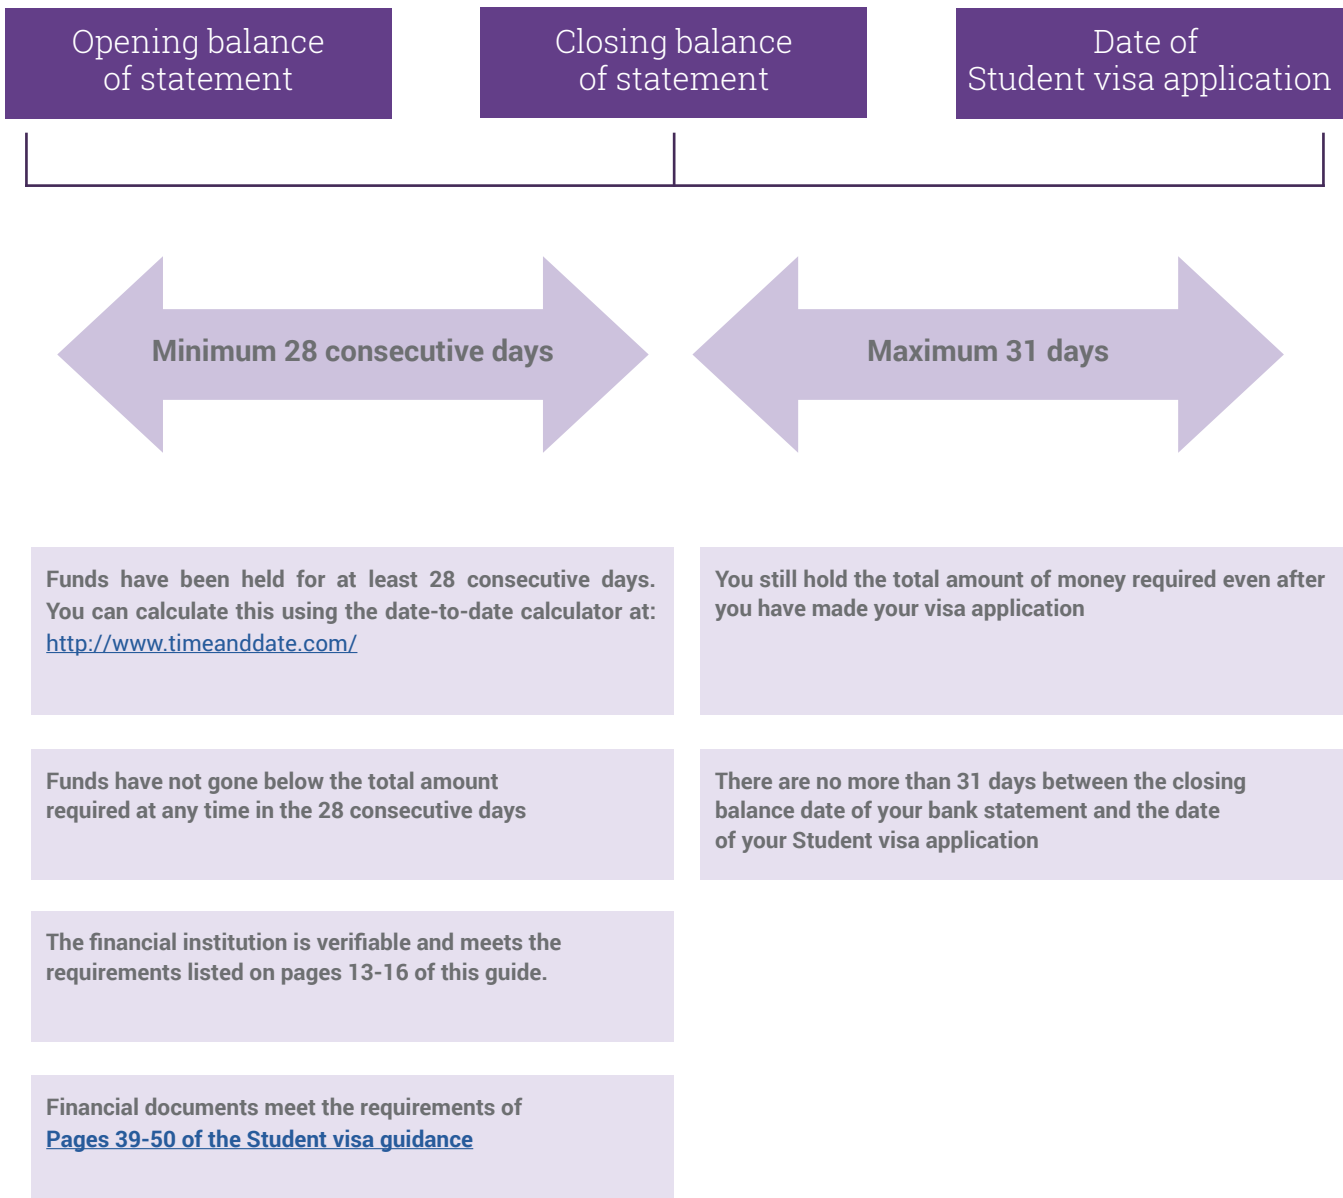 Opening balance
of statement
Closing balance
of statement
Date of
Student visa application
Minimum 28 consecutive days
Maximum 31 days
Funds have been held for at least 28 consecutive days.
You can calculate this using the date-to-date calculator at:
http://www.timeanddate.com/
You still hold the total amount of money required even after
you have made your visa application
Funds have not gone below the total amount
required at any time in the 28 consecutive days
There are no more than 31 days between the closing
balance date of your bank statement and the date
of your Student visa application
The financial institution is verifiable and meets the
requirements listed on pages 13-16 of this guide.
Financial documents meet the requirements of
Pages 39-50 of the Student visa guidance